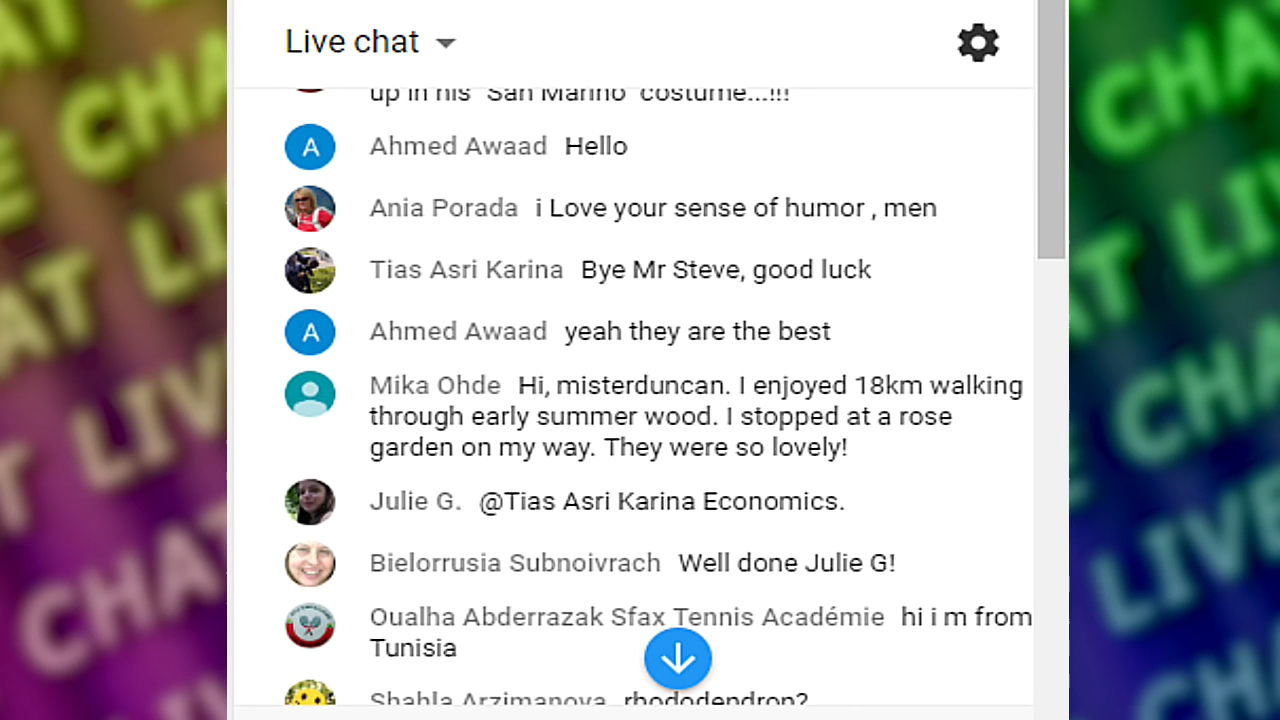 Live chat
up in his "San Marino" costume...!!!
A Ahmed Awaad Hello
Ania Porada i Love your sense of humor , men
Tias Asri Karina Bye Mr Steve, good luck
A Ahmed Awaad yeah they are the best
Mika Ohde Hi, misterduncan. I enjoyed 18km walking
through early summer wood. I stopped at a rose
garden on my way. They were so lovely!
Julie G. @Tias Asri Karina Economics.
Bielorrusia Subnoivrach Well done Julie G!
Oualha Abderrazak Sfax Tennis Académie hi i m from
Tunisia
Shahla Arzimanova rhododendron?